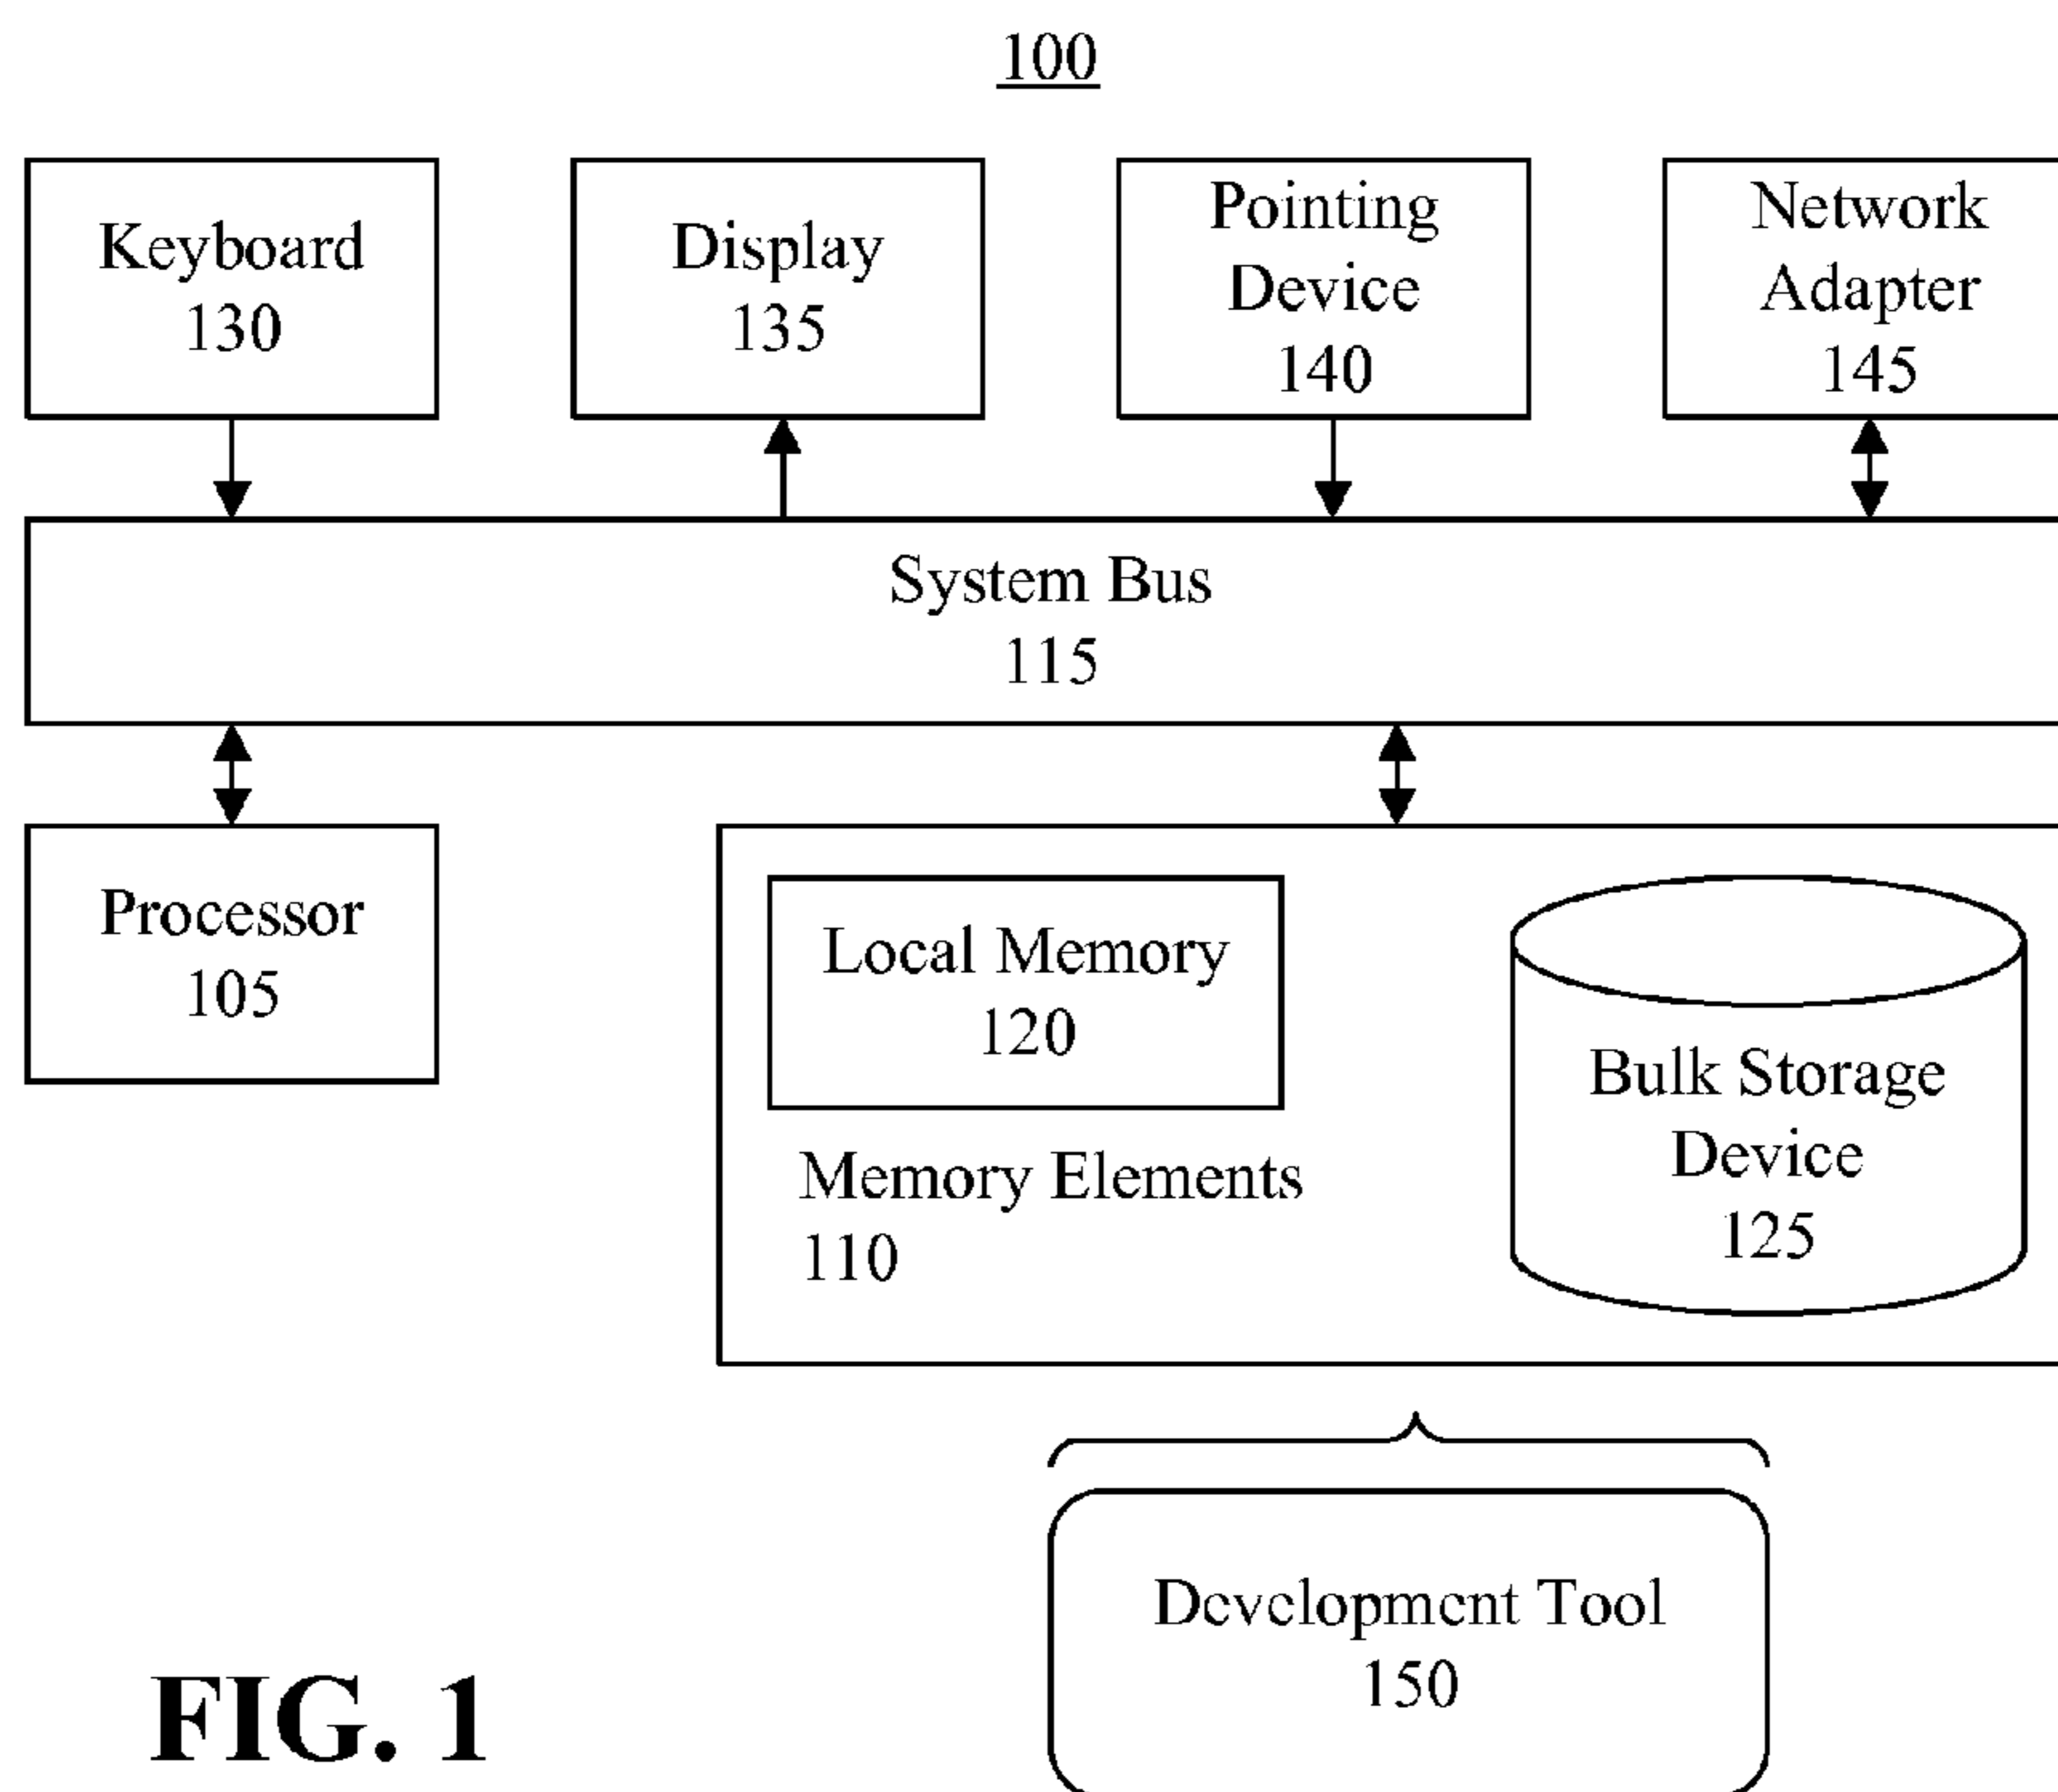 100
Keyboard
130
Display
135
Pointing
Device
140
Network
Adapter
145
System Bus
115
Processor
105
Local Memory
120
Memory Elements
110
Bulk Storage
Device
125
Development Tool
150
FIG. 1